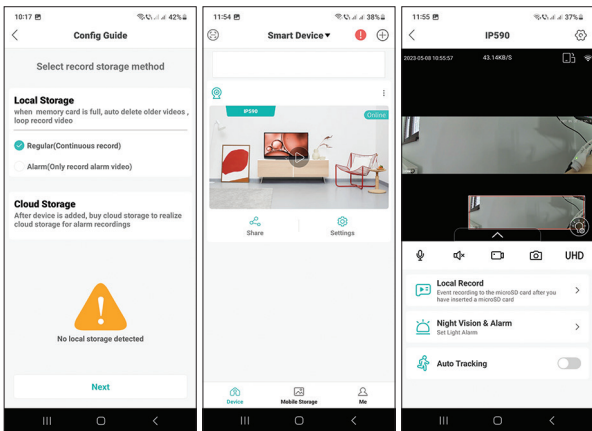 10:17 42%
Config Guide
Select record storage method
Local Storage
when memory card is full, auto delete older videos ,
loop record video
Regular(Continuous record)
Alarm(Only record alarm video)
Cloud Storage
After device is added, buy cloud storage to realize
cloud storage for alarm recordings
No local storage detected
Next
11:54 38%
Smart Device
IP590
Online
Share Settings
Device Mobile Storage Me
11:55 37%
IP590
2023-05-08 10:55:57 43.14KB/S
UHD
Local Record
Event recording to the microSD card after you
have inserted a microSD card
Night Vision & Alarm
Set Light Alarm
Auto Tracking